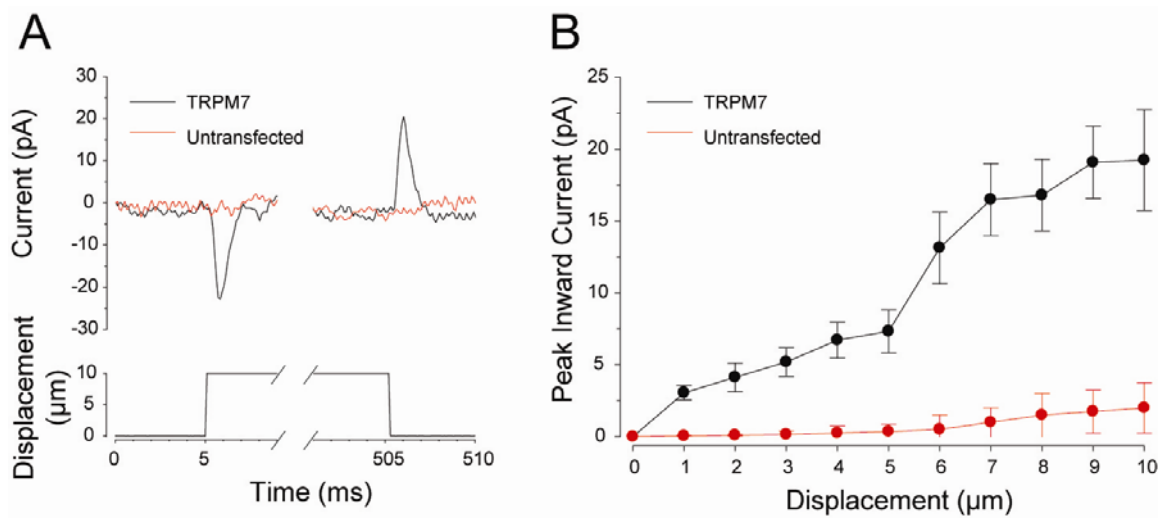 A
30
20
10
0
-10
-20
-30
Current (pA)
TRPM7
Untransfected
10
5
0
Displacement
(µm)
0
5
505
510
Time (ms)
B
25
20
15
10
5
0
Peak Inward Current (pA)
TRPM7
Untransfected
0 1 2 3 4 5 6 7 8 9 10
Displacement (µm)